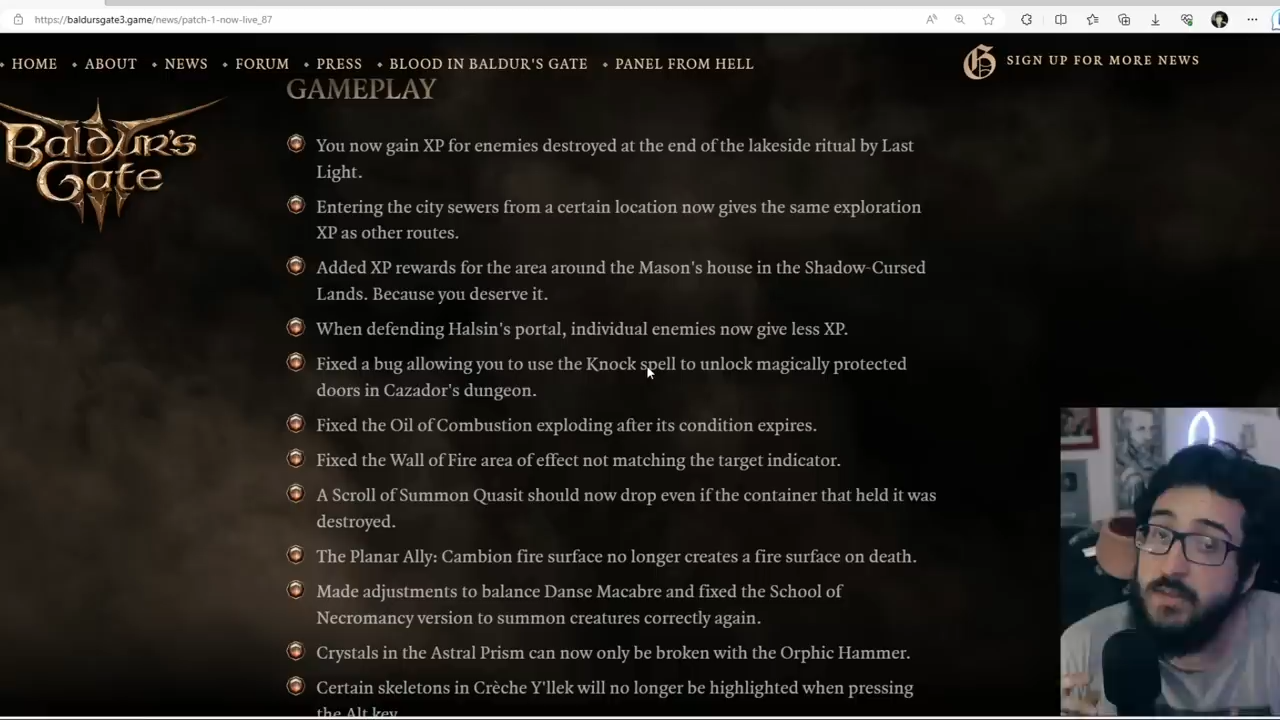 https://baldursgate3.game/news/patch-1-now-live_87
HOME ABOUT NEWS FORUM PRESS BLOOD IN BALDUR'S GATE PANEL FROM HELL
SIGN UP FOR MORE NEWS
Baldur's
Gate
GAMEPLAY
You now gain XP for enemies destroyed at the end of the lakeside ritual by Last
Light.
Entering the city sewers from a certain location now gives the same exploration
XP as other routes.
Added XP rewards for the area around the Mason's house in the Shadow-Cursed
Lands. Because you deserve it.
When defending Halsin's portal, individual enemies now give less XP.
Fixed a bug allowing you to use the Knock spell to unlock magically protected
doors in Cazador's dungeon.
Fixed the Oil of Combustion exploding after its condition expires.
Fixed the Wall of Fire area of effect not matching the target indicator.
A Scroll of Summon Quasit should now drop even if the container that held it was
destroyed.
The Planar Ally: Cambion fire surface no longer creates a fire surface on death.
Made adjustments to balance Danse Macabre and fixed the School of
Necromancy version to summon creatures correctly again.
Crystals in the Astral Prism can now only be broken with the Orphic Hammer.
Certain skeletons in Crèche Y'llek will no longer be highlighted when pressing
the Alt key.